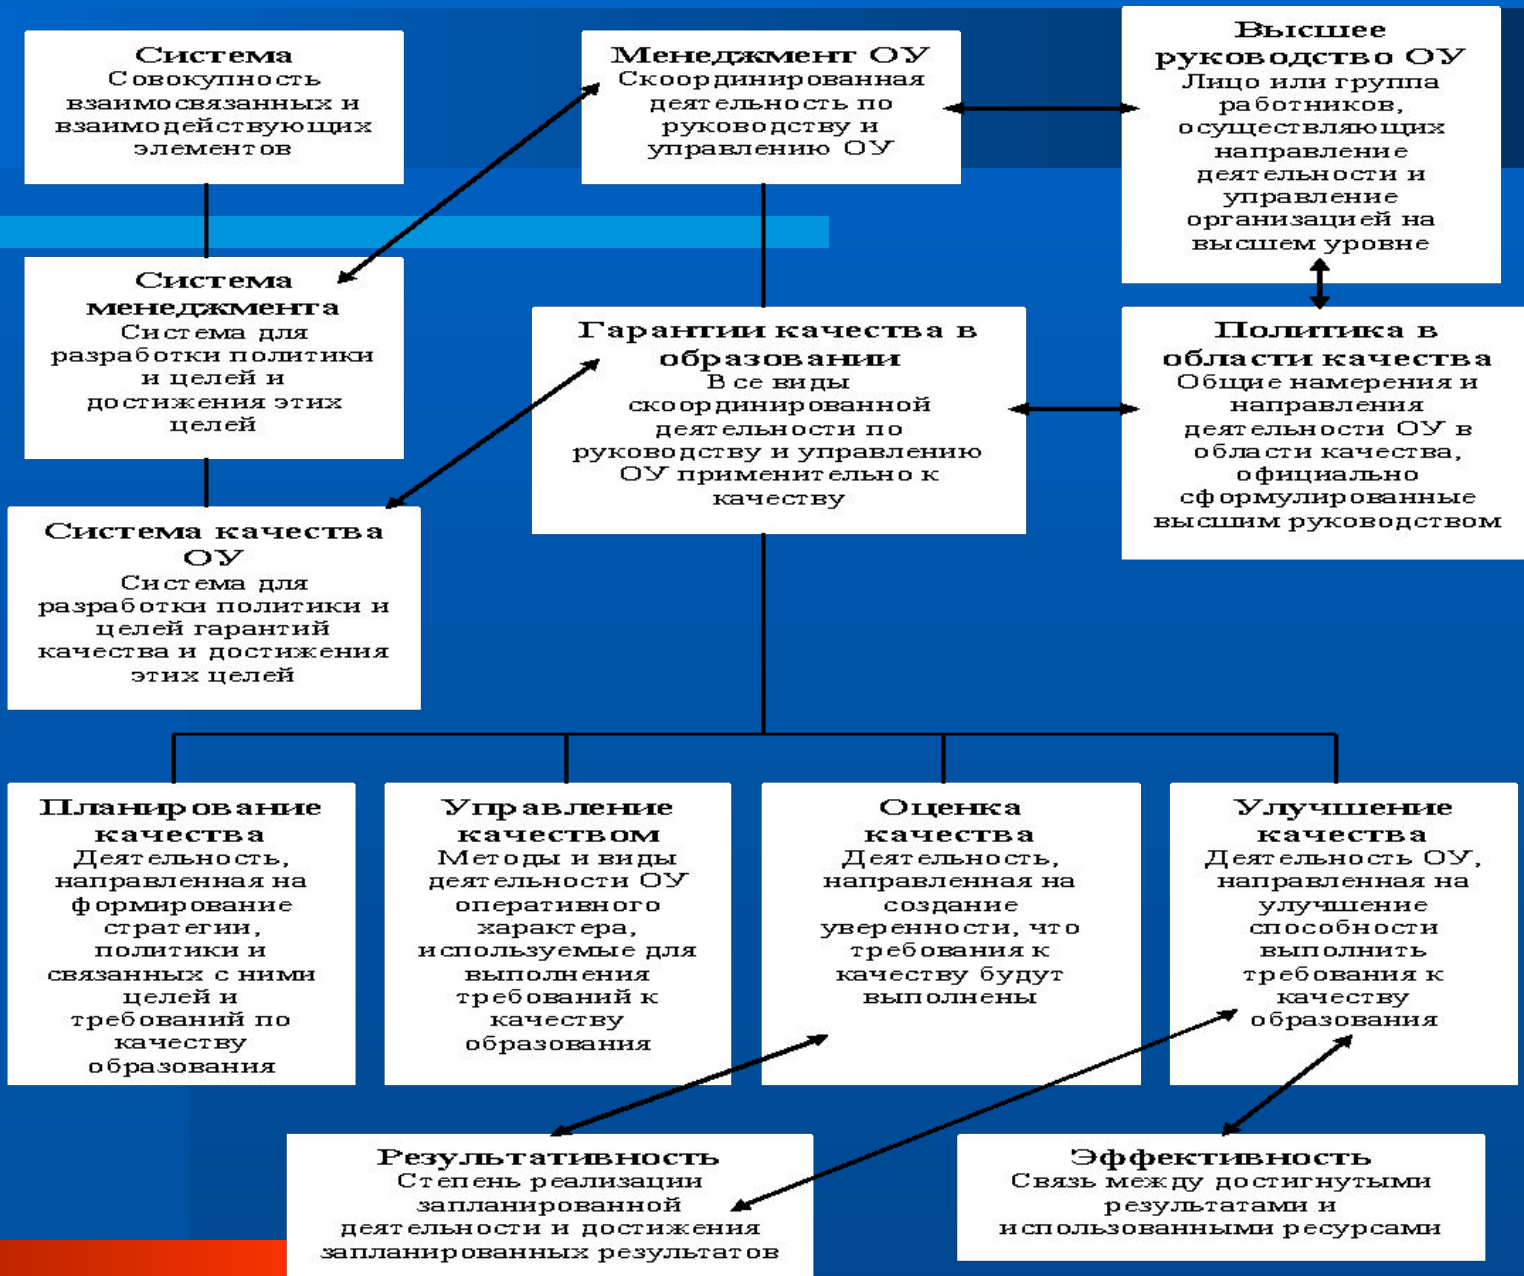 Система
Совокупность
взаимосвязанных и
взаимодействующих
элементов
Менеджмент ОУ
Скоординированная
деятельность по
руководству и
управлению ОУ
Высшее
руководство ОУ
Лицо или группа
работников,
осуществляющих
направление
деятельности и
управление
организацией на
высшем уровне
Система
менеджмента
Система для
разработки политики
и целей и
достижения этих
целей
Гарантии качества в
образовании
Все виды
скоординированной
деятельности по
руководству и управлению
ОУ применительно к
качеству
Политика в
области качества
Общие намерения и
направления
деятельности ОУ в
области качества,
официально
сформулированные
высшим руководством
Система качества
ОУ
Система для
разработки политики и
целей гарантий
качества и достижения
этих целей
Планирование
качества
Деятельность,
направленная на
формирование
стратегии,
политики и
связанных с ними
целей и
требований по
качеству
образования
Управление
качеством
Методы и виды
деятельности ОУ
оперативного
характера,
используемые для
выполнения
требований к
качеству
образования
Оценка
качества
Деятельность,
направленная на
создание
уверенности, что
требования к
качеству будут
выполнены
Улучшение
качества
Деятельность ОУ,
направленная на
улучшение
способности
выполнить
требования к
качеству
образования
Результативность
Степень реализации
запланированной
деятельности и достижения
запланированных результатов
Эффективность
Связь между достигнутыми
результатами и
использованными ресурсами